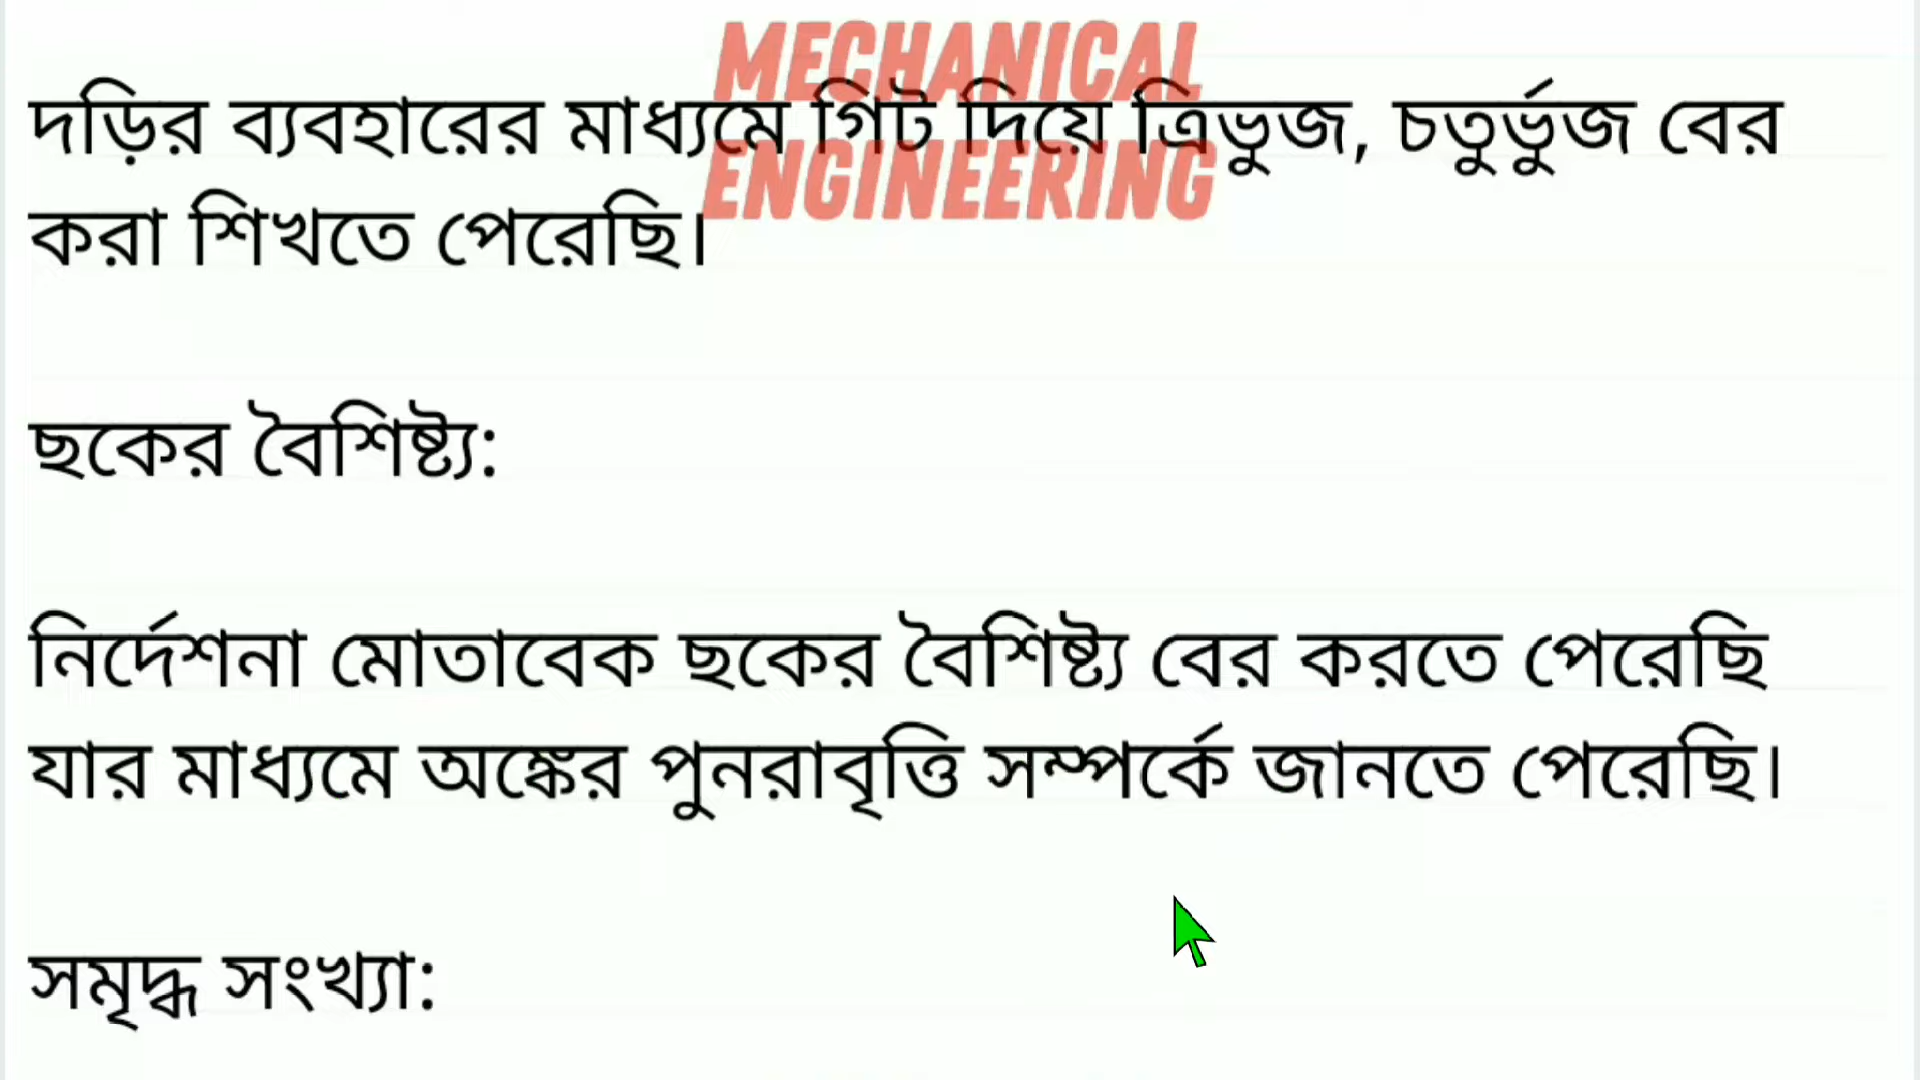 MECHANICAL
ENGINEERING
দড়ির ব্যবহারের মাধ্যমে গিট দিয়ে ত্রিভুজ, চতুর্ভুজ বের
করা শিখতে পেরেছি।
ছকের বৈশিষ্ট্য:
নির্দেশনা মোতাবেক ছকের বৈশিষ্ট্য বের করতে পেরেছি
যার মাধ্যমে অঙ্কের পুনরাবৃত্তি সম্পর্কে জানতে পেরেছি।
সমৃদ্ধ সংখ্যা: